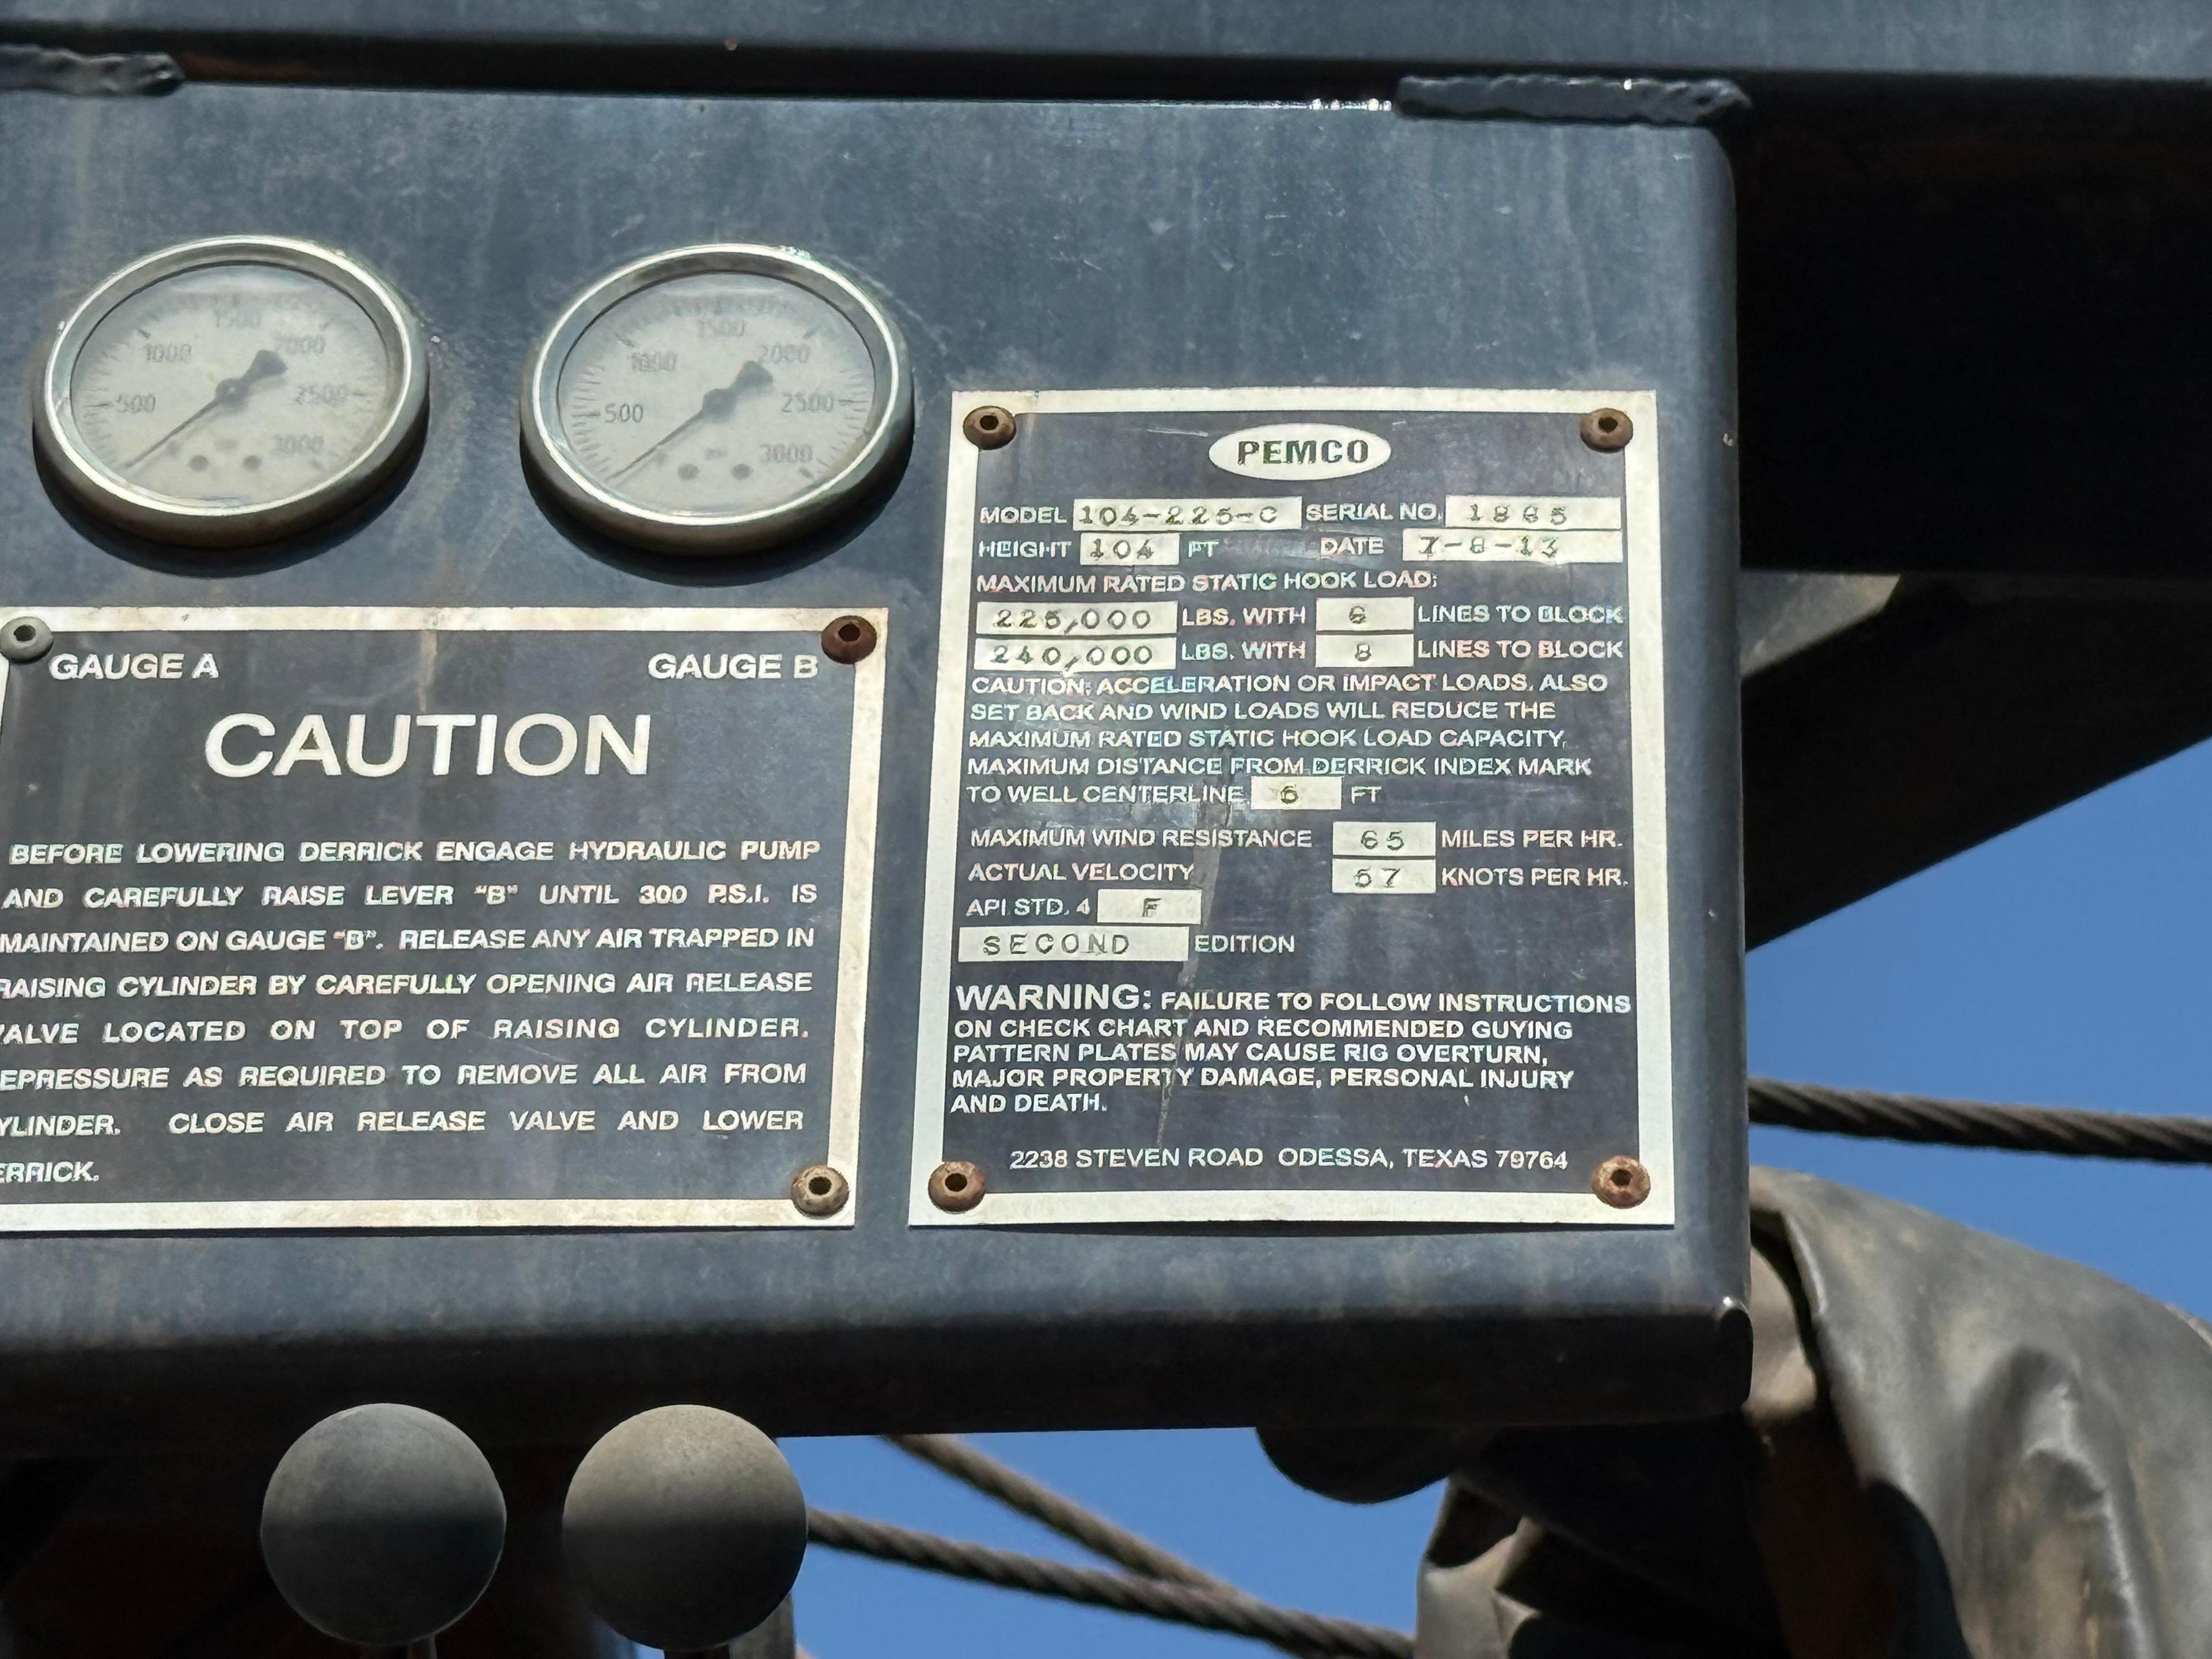 500
1000
1500
2000
2500
3000
500
1000
1500
2000
2500
3000
GAUGE A GAUGE B
CAUTION
BEFORE LOWERING DERRICK ENGAGE HYDRAULIC PUMP
AND CAREFULLY RAISE LEVER "B" UNTIL 300 P.S.I. IS
MAINTAINED ON GAUGE "B". RELEASE ANY AIR TRAPPED IN
RAISING CYLINDER BY CAREFULLY OPENING AIR RELEASE
VALVE LOCATED ON TOP OF RAISING CYLINDER.
EPRESSURE AS REQUIRED TO REMOVE ALL AIR FROM
YLINDER. CLOSE AIR RELEASE VALVE AND LOWER
ERRICK.
PEMCO
MODEL 104-225-C SERIAL NO.
HEIGHT 104 FT DATE 7-8-13
MAXIMUM RATED STATIC HOOK LOAD:
225,000 LBS. WITH 6 LINES TO BLOCK
240,000 LBS. WITH 8 LINES TO BLOCK
CAUTION: ACCELERATION OR IMPACT LOADS, ALSO
SET BACK AND WIND LOADS WILL REDUCE THE
MAXIMUM RATED STATIC HOOK LOAD CAPACITY.
MAXIMUM DISTANCE FROM DERRICK INDEX MARK
TO WELL CENTERLINE 6 FT
MAXIMUM WIND RESISTANCE 65 MILES PER HR.
ACTUAL VELOCITY 57 KNOTS PER HR.
API STD. 4 F
SECOND EDITION
WARNING: FAILURE TO FOLLOW INSTRUCTIONS
ON CHECK CHART AND RECOMMENDED GUYING
PATTERN PLATES MAY CAUSE RIG OVERTURN,
MAJOR PROPERTY DAMAGE, PERSONAL INJURY
AND DEATH.
2238 STEVEN ROAD ODESSA, TEXAS 79764